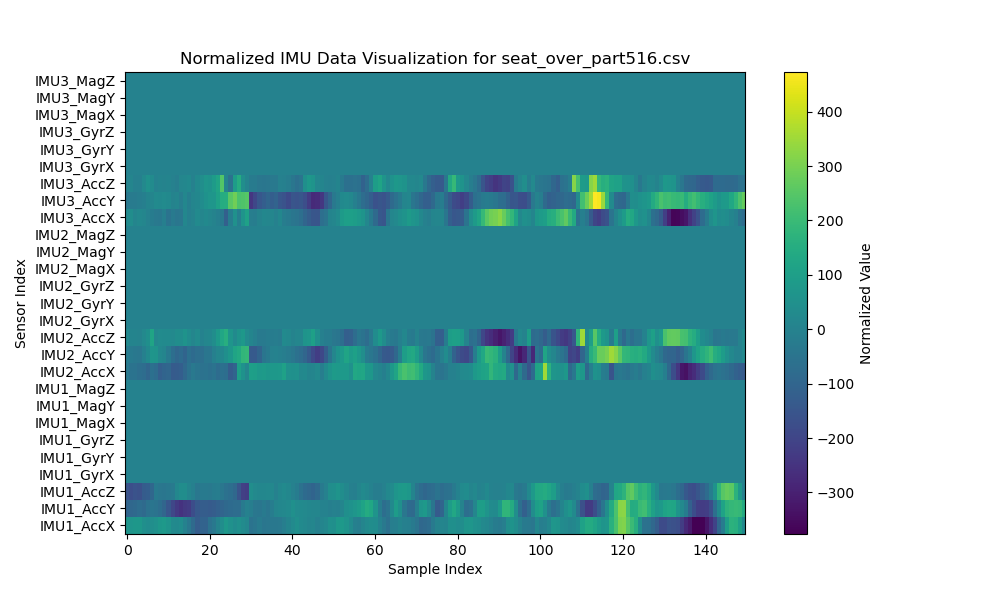 Normalized IMU Data Visualization for seat_over_part516.csv
IMU3_MagZ
IMU3_MagY
IMU3_MagX
IMU3_GyrZ
IMU3_GyrY
IMU3_GyrX
IMU3_AccZ
IMU3_AccY
IMU3_AccX
IMU2_MagZ
IMU2_MagY
IMU2_MagX
IMU2_GyrZ
IMU2_GyrY
IMU2_GyrX
IMU2_AccZ
IMU2_AccY
IMU2_AccX
IMU1_MagZ
IMU1_MagY
IMU1_MagX
IMU1_GyrZ
IMU1_GyrY
IMU1_GyrX
IMU1_AccZ
IMU1_AccY
IMU1_AccX
Sensor Index
0 20 40 60 80 100 120 140
Sample Index
400
300
200
100
0
−100
−200
−300
Normalized Value